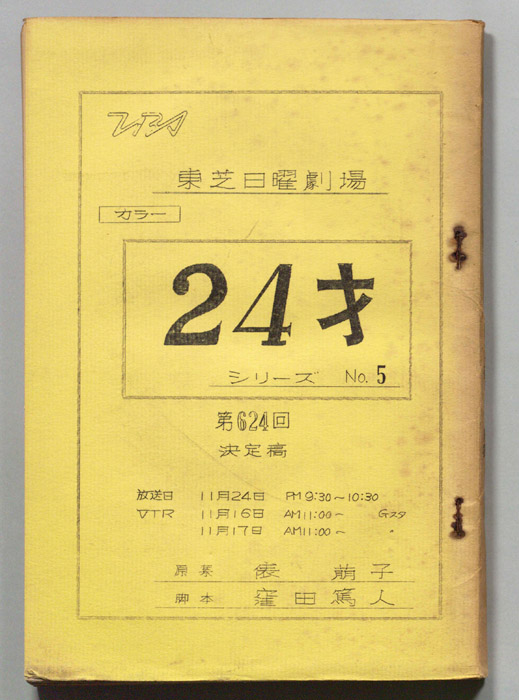 東芝日曜劇場
カラー
24才
シリーズ No.5
第624回
決定稿
放送日 11月24日 PM9:30~10:30
VTR 11月16日 AM11:00~ Gスタ
11月17日 AM11:00~ 〃
原案 俵 萠子
脚本 窪田篤人